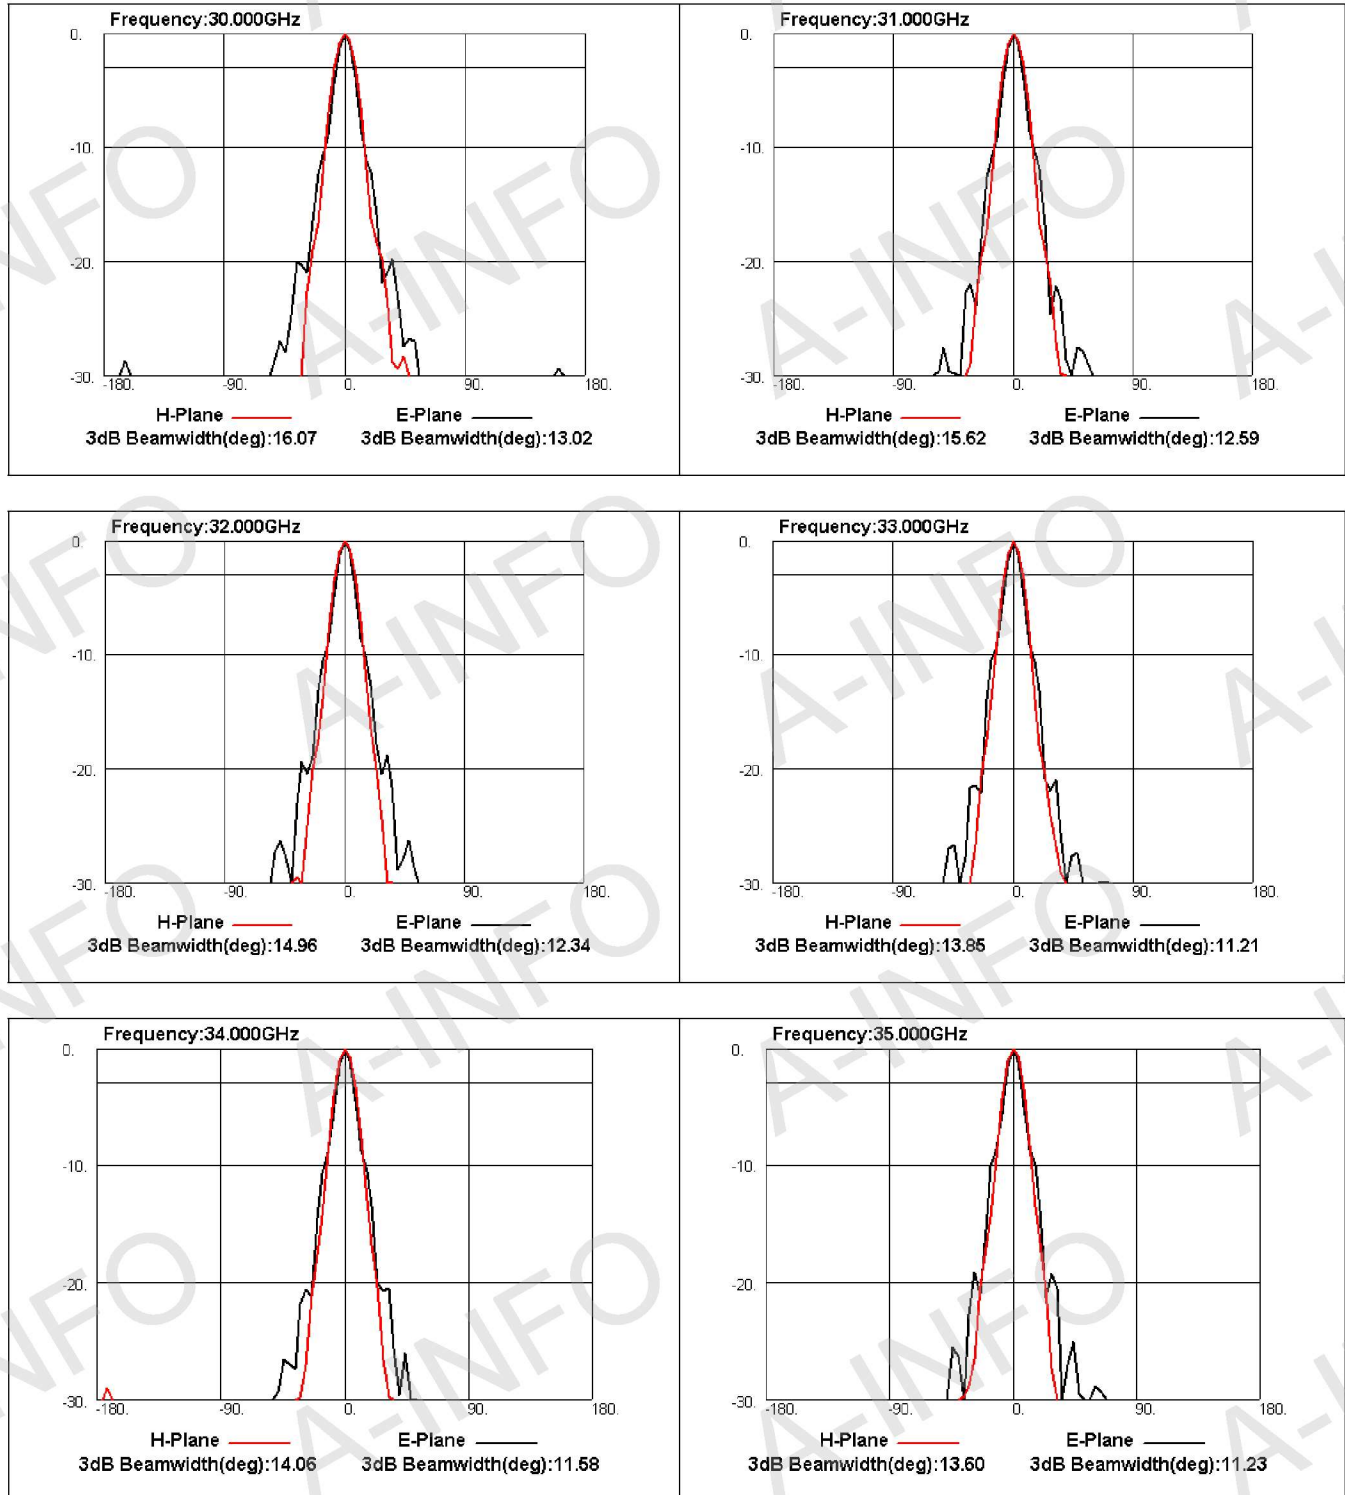 Frequency:30.000GHz
0.
-10.
-20.
-30.
-180.
-90.
0.
90.
180.
H-Plane
E-Plane
3dB Beamwidth(deg):16.07
3dB Beamwidth(deg):13.02
Frequency:31.000GHz
0.
-10.
-20.
-30.
-180.
-90.
0.
90.
180.
H-Plane
E-Plane
3dB Beamwidth(deg):15.62
3dB Beamwidth(deg):12.59
Frequency:32.000GHz
0.
-10.
-20.
-30.
-180.
-90.
0.
90.
180.
H-Plane
E-Plane
3dB Beamwidth(deg):14.96
3dB Beamwidth(deg):12.34
Frequency:33.000GHz
0.
-10.
-20.
-30.
-180.
-90.
0.
90.
180.
H-Plane
E-Plane
3dB Beamwidth(deg):13.85
3dB Beamwidth(deg):11.21
Frequency:34.000GHz
0.
-10.
-20.
-30.
-180.
-90.
0.
90.
180.
H-Plane
E-Plane
3dB Beamwidth(deg):14.06
3dB Beamwidth(deg):11.58
Frequency:35.000GHz
0.
-10.
-20.
-30.
-180.
-90.
0.
90.
180.
H-Plane
E-Plane
3dB Beamwidth(deg):13.60
3dB Beamwidth(deg):11.23
A-INFO
A-INFO
A-INFO
A-INFO
A-INFO
A-INFO
A-INFO
A-INFO